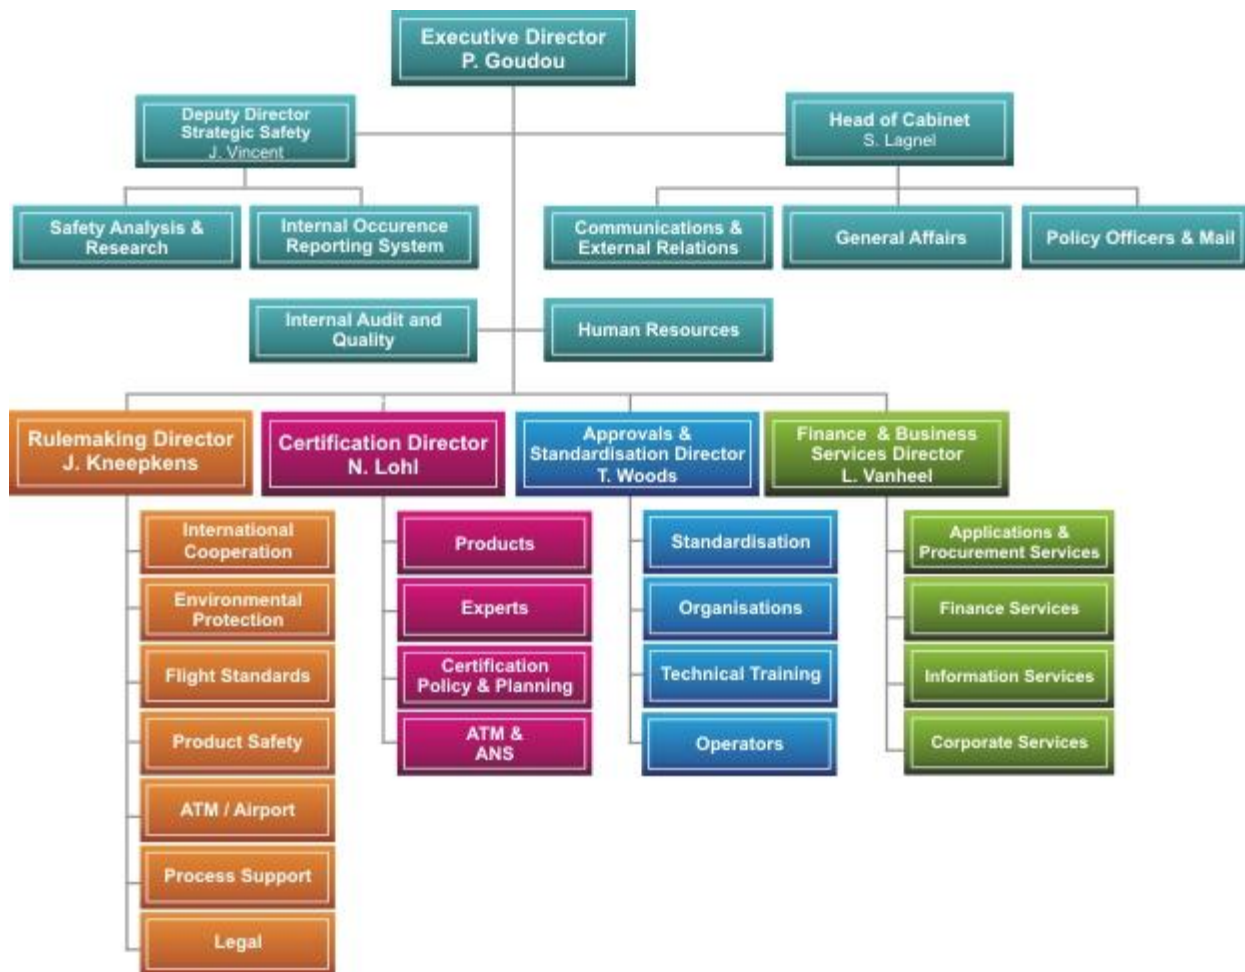 Executive Director
P. Goudou
Deputy Director
Strategic Safety
J. Vincent
Head of Cabinet
S. Lagnel
Safety Analysis &
Research
Internal Occurence
Reporting System
Communications &
External Relations
General Affairs
Policy Officers & Mail
Internal Audit and
Quality
Human Resources
Rulemaking Director
J. Kneepkens
Certification Director
N. Lohl
Approvals &
Standardisation Director
T. Woods
Finance & Business
Services Director
L. Vanheel
International
Cooperation
Environmental
Protection
Flight Standards
Product Safety
ATM / Airport
Process Support
Legal
Products
Experts
Certification
Policy & Planning
ATM &
ANS
Standardisation
Organisations
Technical Training
Operators
Applications &
Procurement Services
Finance Services
Information Services
Corporate Services